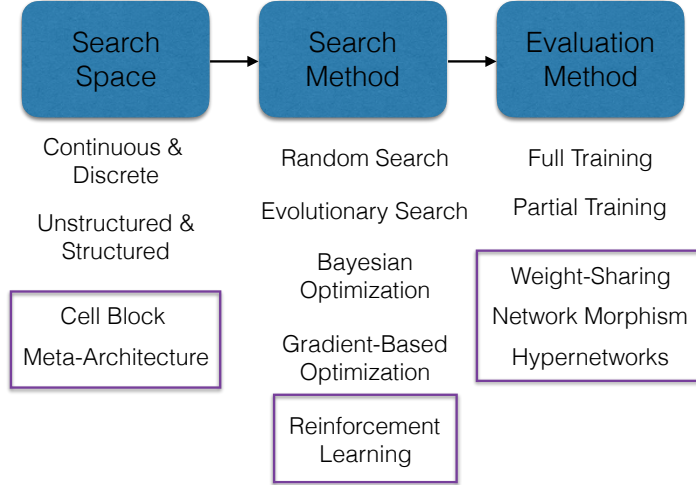 Search
Space
Search
Method
Evaluation
Method
Continuous &
Discrete
Unstructured &
Structured
Cell Block
Meta-Architecture
Random Search
Evolutionary Search
Bayesian
Optimization
Gradient-Based
Optimization
Reinforcement
Learning
Full Training
Partial Training
Weight-Sharing
Network Morphism
Hypernetworks